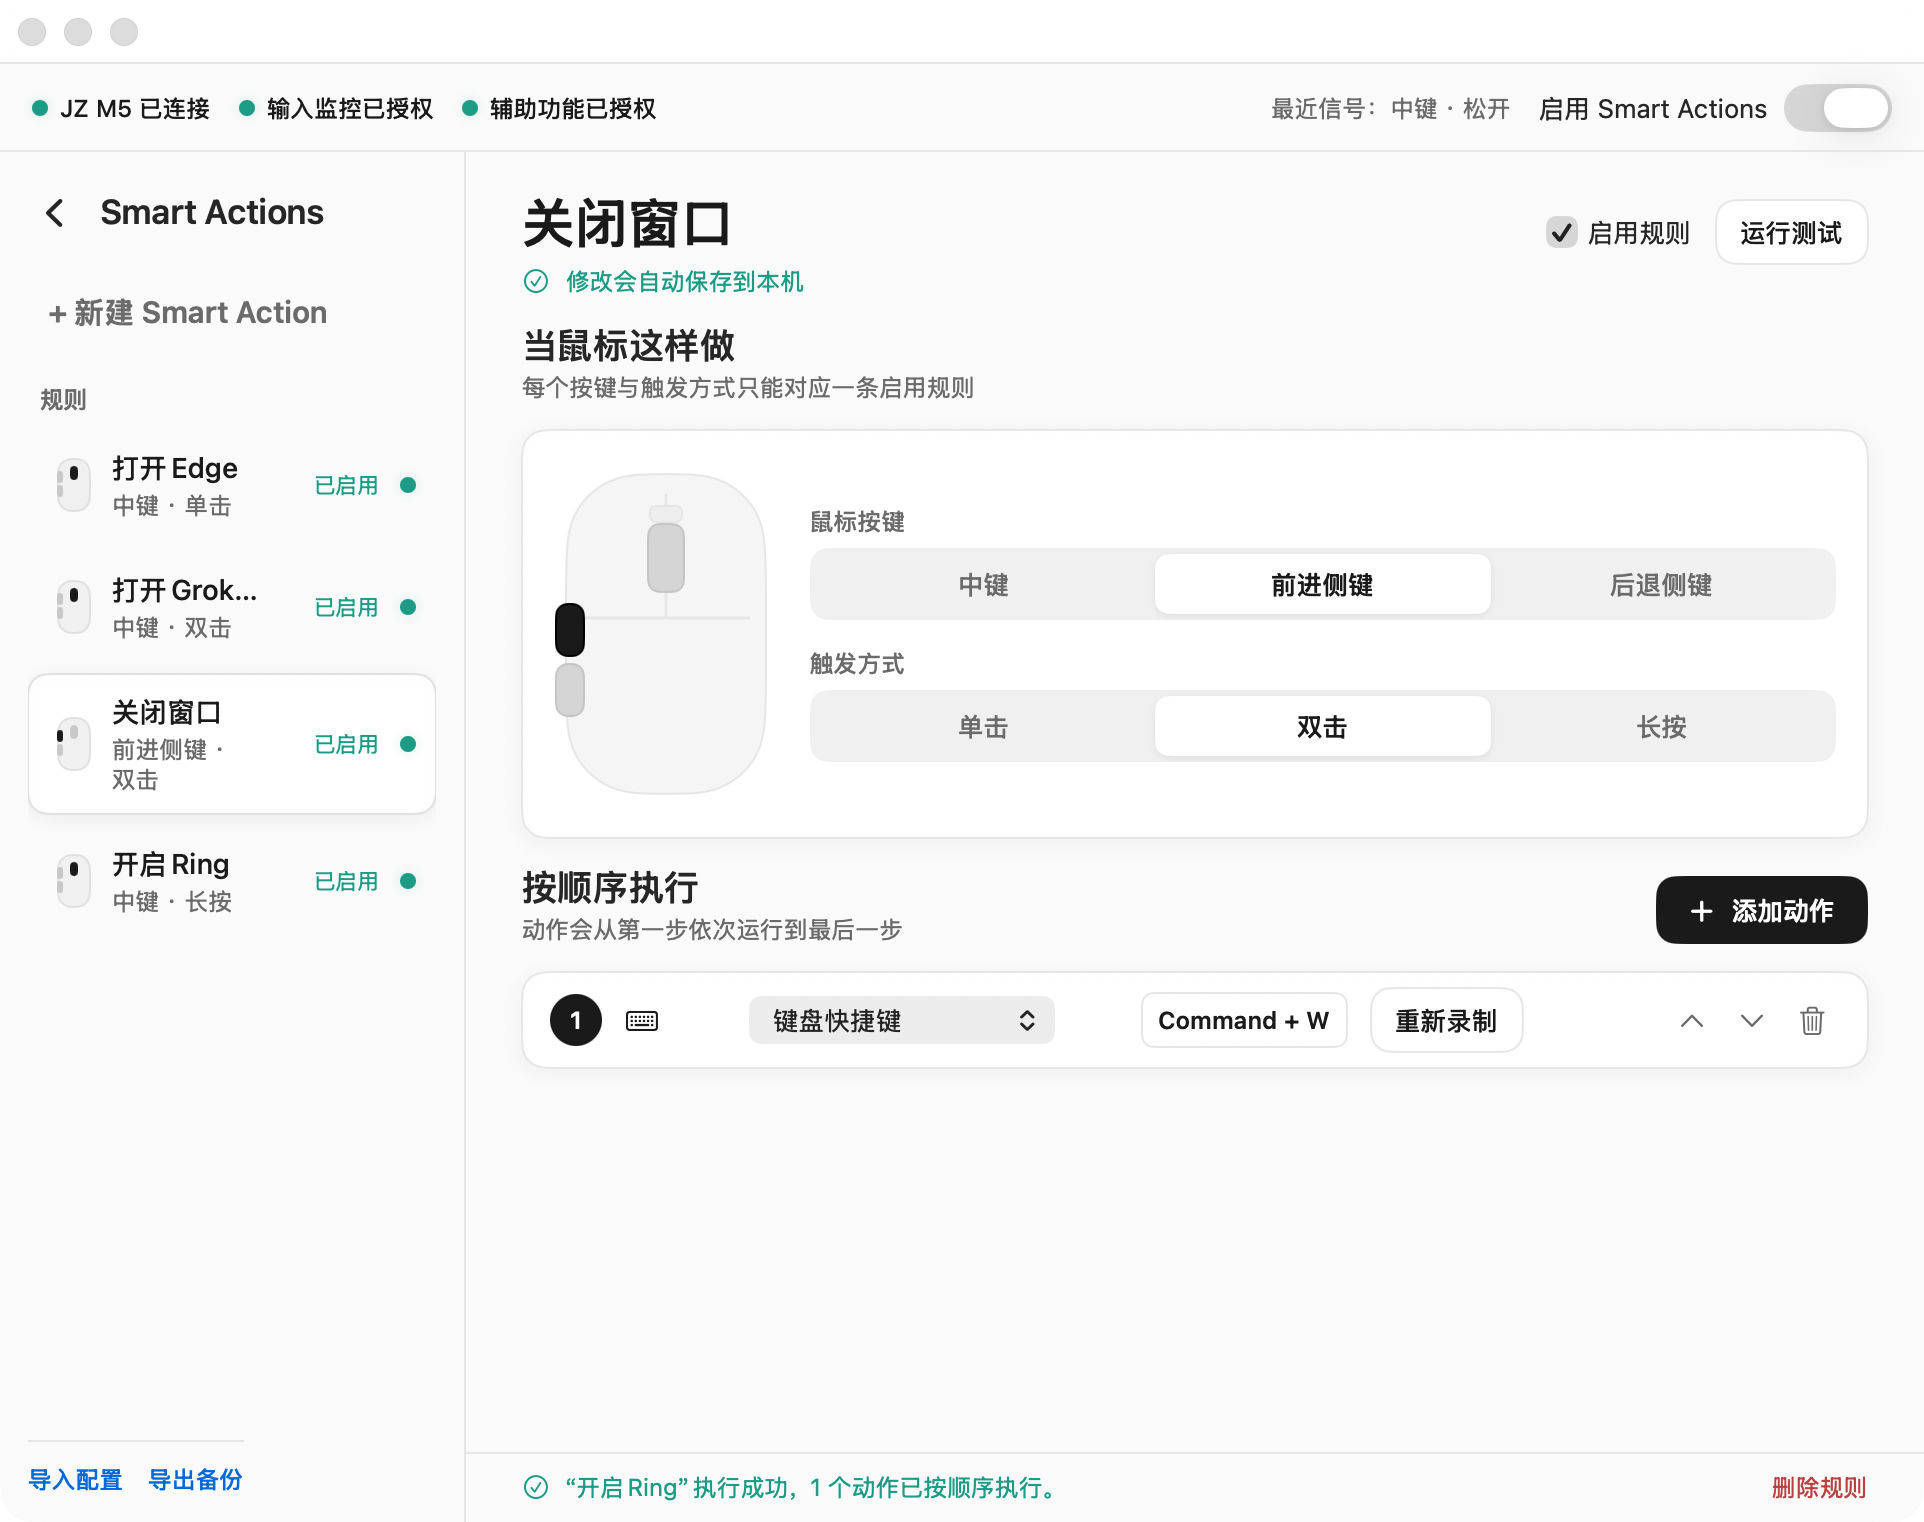 JZ M5 已连接
输入监控已授权
辅助功能已授权
最近信号：中键 · 松开
启用 Smart Actions
Smart Actions
+ 新建 Smart Action
规则
打开 Edge
中键 · 单击
已启用
打开 Grok...
中键 · 双击
已启用
关闭窗口
前进侧键 ·
双击
已启用
开启 Ring
中键 · 长按
已启用
导入配置
导出备份
关闭窗口
修改会自动保存到本机
启用规则
运行测试
当鼠标这样做
每个按键与触发方式只能对应一条启用规则
鼠标按键
中键
前进侧键
后退侧键
触发方式
单击
双击
长按
按顺序执行
动作会从第一步依次运行到最后一步
+ 添加动作
1
键盘快捷键
Command + W
重新录制
“开启 Ring” 执行成功，1 个动作已按顺序执行。
删除规则